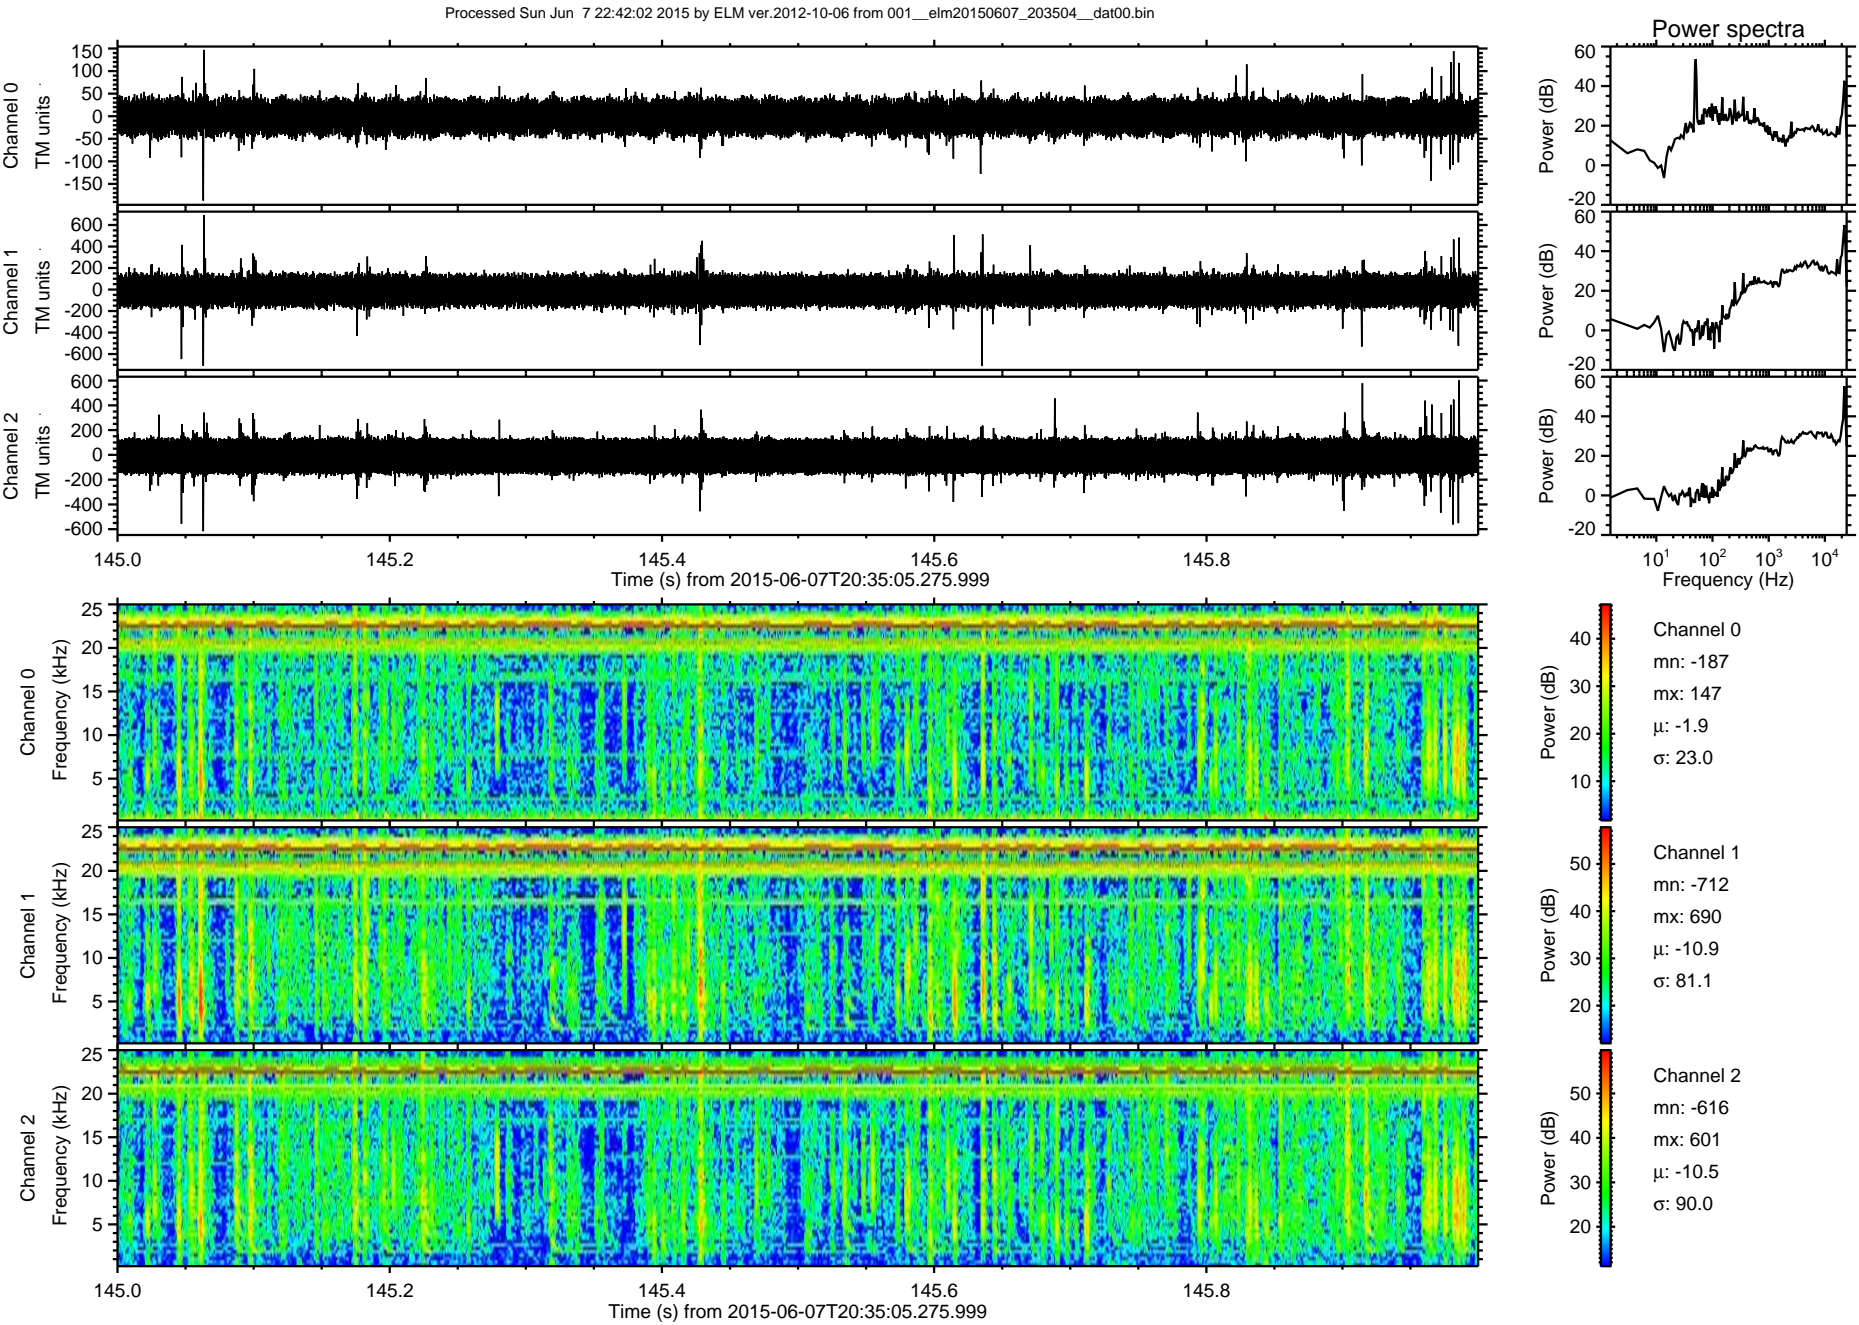 Processed Sun Jun 7 22:42:02 2015 by ELM ver.2012-10-06 from 001__elm20150607_203504__dat00.bin
Power spectra
Channel 0
TM units
150
100
50
0
-50
-100
-150
Power (dB)
60
40
20
0
-20
Channel 1
TM units
600
400
200
0
-200
-400
-600
Power (dB)
60
40
20
0
-20
Channel 2
TM units
600
400
200
0
-200
-400
-600
Power (dB)
60
40
20
0
-20
145.0 145.2 145.4 145.6 145.8
Time (s) from 2015-06-07T20:35:05.275.999
10¹ 10² 10³ 10⁴
Frequency (Hz)
Channel 0
Frequency (kHz)
25
20
15
10
5
Power (dB)
40
30
20
10
Channel 0
mn: -187
mx: 147
μ: -1.9
σ: 23.0
Channel 1
Frequency (kHz)
25
20
15
10
5
Power (dB)
50
40
30
20
Channel 1
mn: -712
mx: 690
μ: -10.9
σ: 81.1
Channel 2
Frequency (kHz)
25
20
15
10
5
Power (dB)
50
40
30
20
Channel 2
mn: -616
mx: 601
μ: -10.5
σ: 90.0
145.0 145.2 145.4 145.6 145.8
Time (s) from 2015-06-07T20:35:05.275.999